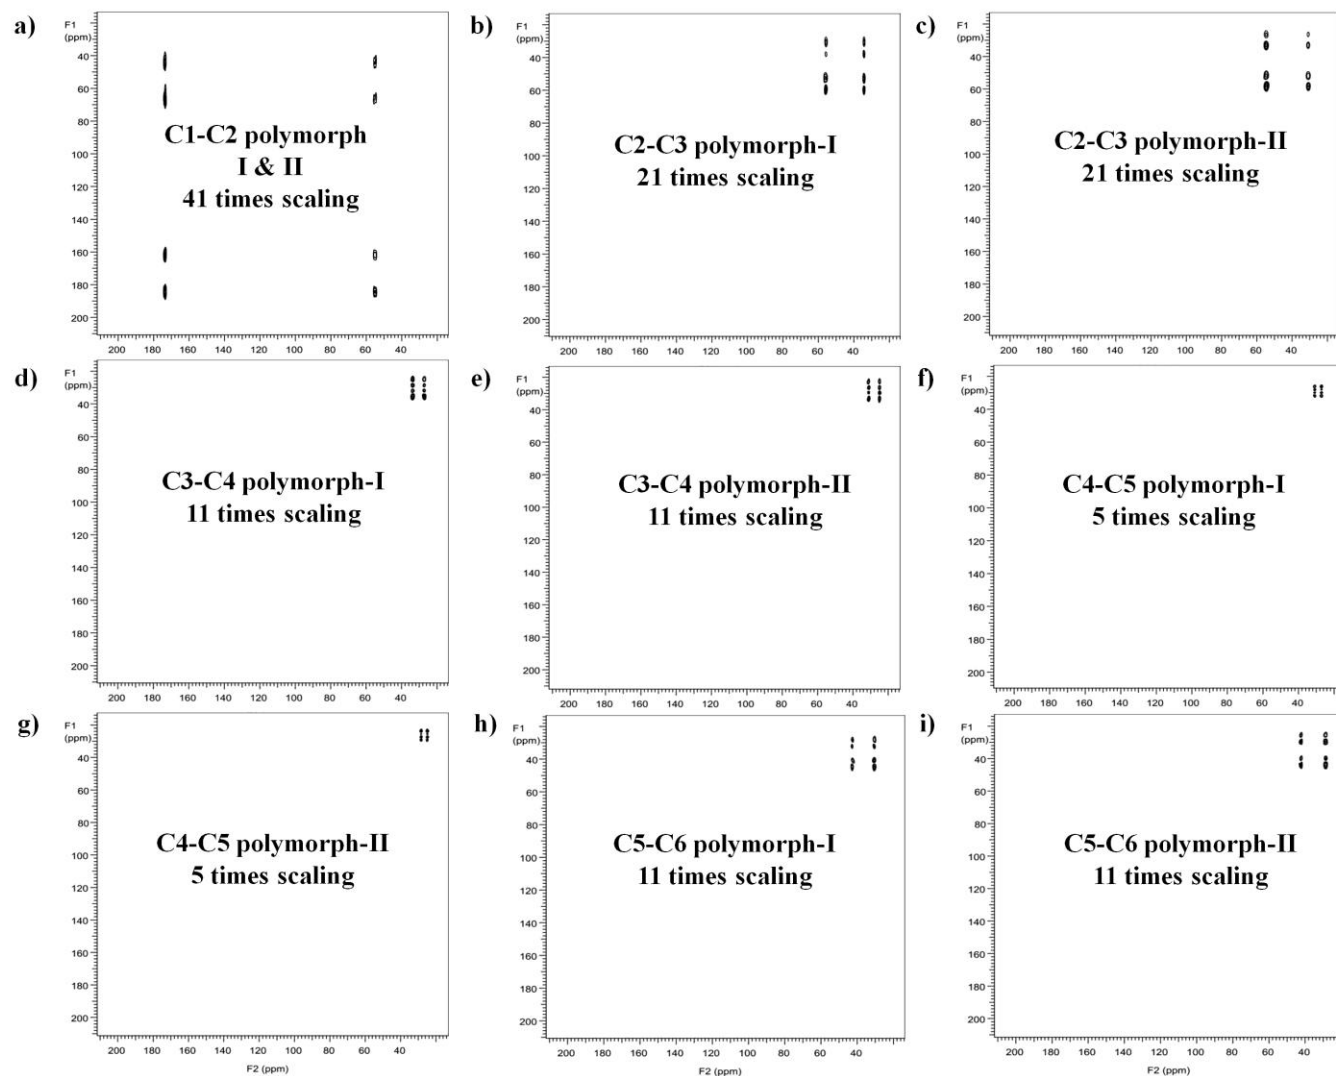 a)
F1
(ppm)
40
60
80
100
120
140
160
180
200
C1-C2 polymorph
I & II
41 times scaling
200 180 160 140 120 100 80 60 40
b)
F1
(ppm)
40
60
80
100
120
140
160
180
200
C2-C3 polymorph-I
21 times scaling
200 180 160 140 120 100 80 60 40
c)
F1
(ppm)
40
60
80
100
120
140
160
180
200
C2-C3 polymorph-II
21 times scaling
200 180 160 140 120 100 80 60 40
d)
F1
(ppm)
40
60
80
100
120
140
160
180
200
C3-C4 polymorph-I
11 times scaling
200 180 160 140 120 100 80 60 40
e)
F1
(ppm)
40
60
80
100
120
140
160
180
200
C3-C4 polymorph-II
11 times scaling
200 180 160 140 120 100 80 60 40
f)
F1
(ppm)
40
60
80
100
120
140
160
180
200
C4-C5 polymorph-I
5 times scaling
200 180 160 140 120 100 80 60 40
g)
F1
(ppm)
40
60
80
100
120
140
160
180
200
C4-C5 polymorph-II
5 times scaling
200 180 160 140 120 100 80 60 40
F2 (ppm)
h)
F1
(ppm)
40
60
80
100
120
140
160
180
200
C5-C6 polymorph-I
11 times scaling
200 180 160 140 120 100 80 60 40
F2 (ppm)
i)
F1
(ppm)
40
60
80
100
120
140
160
180
200
C5-C6 polymorph-II
11 times scaling
200 180 160 140 120 100 80 60 40
F2 (ppm)